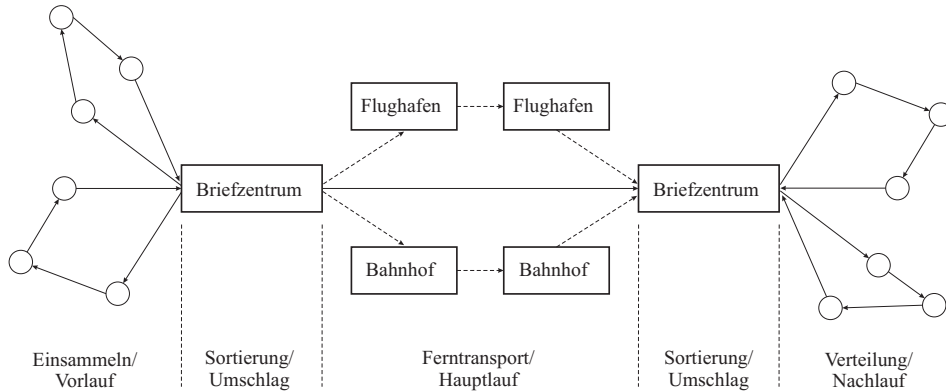 Flughafen
Flughafen
Briefzentrum
Briefzentrum
Bahnhof
Bahnhof
Einsammeln/
Vorlauf
Sortierung/
Umschlag
Ferntransport/
Hauptlauf
Sortierung/
Umschlag
Verteilung/
Nachlauf